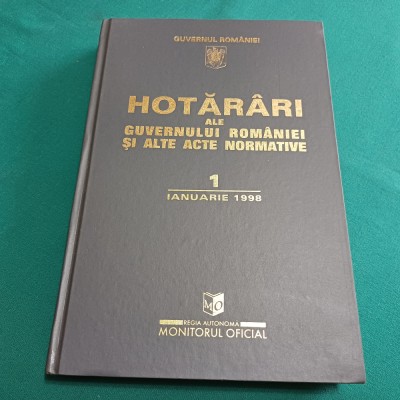 GUVERNUL ROMÂNIEI
HOTĂRÂRI
ALE
GUVERNULUI ROMÂNIEI
ŞI ALTE ACTE NORMATIVE
1
IANUARIE 1998
MO
REGIA AUTONOMĂ
MONITORUL OFICIAL